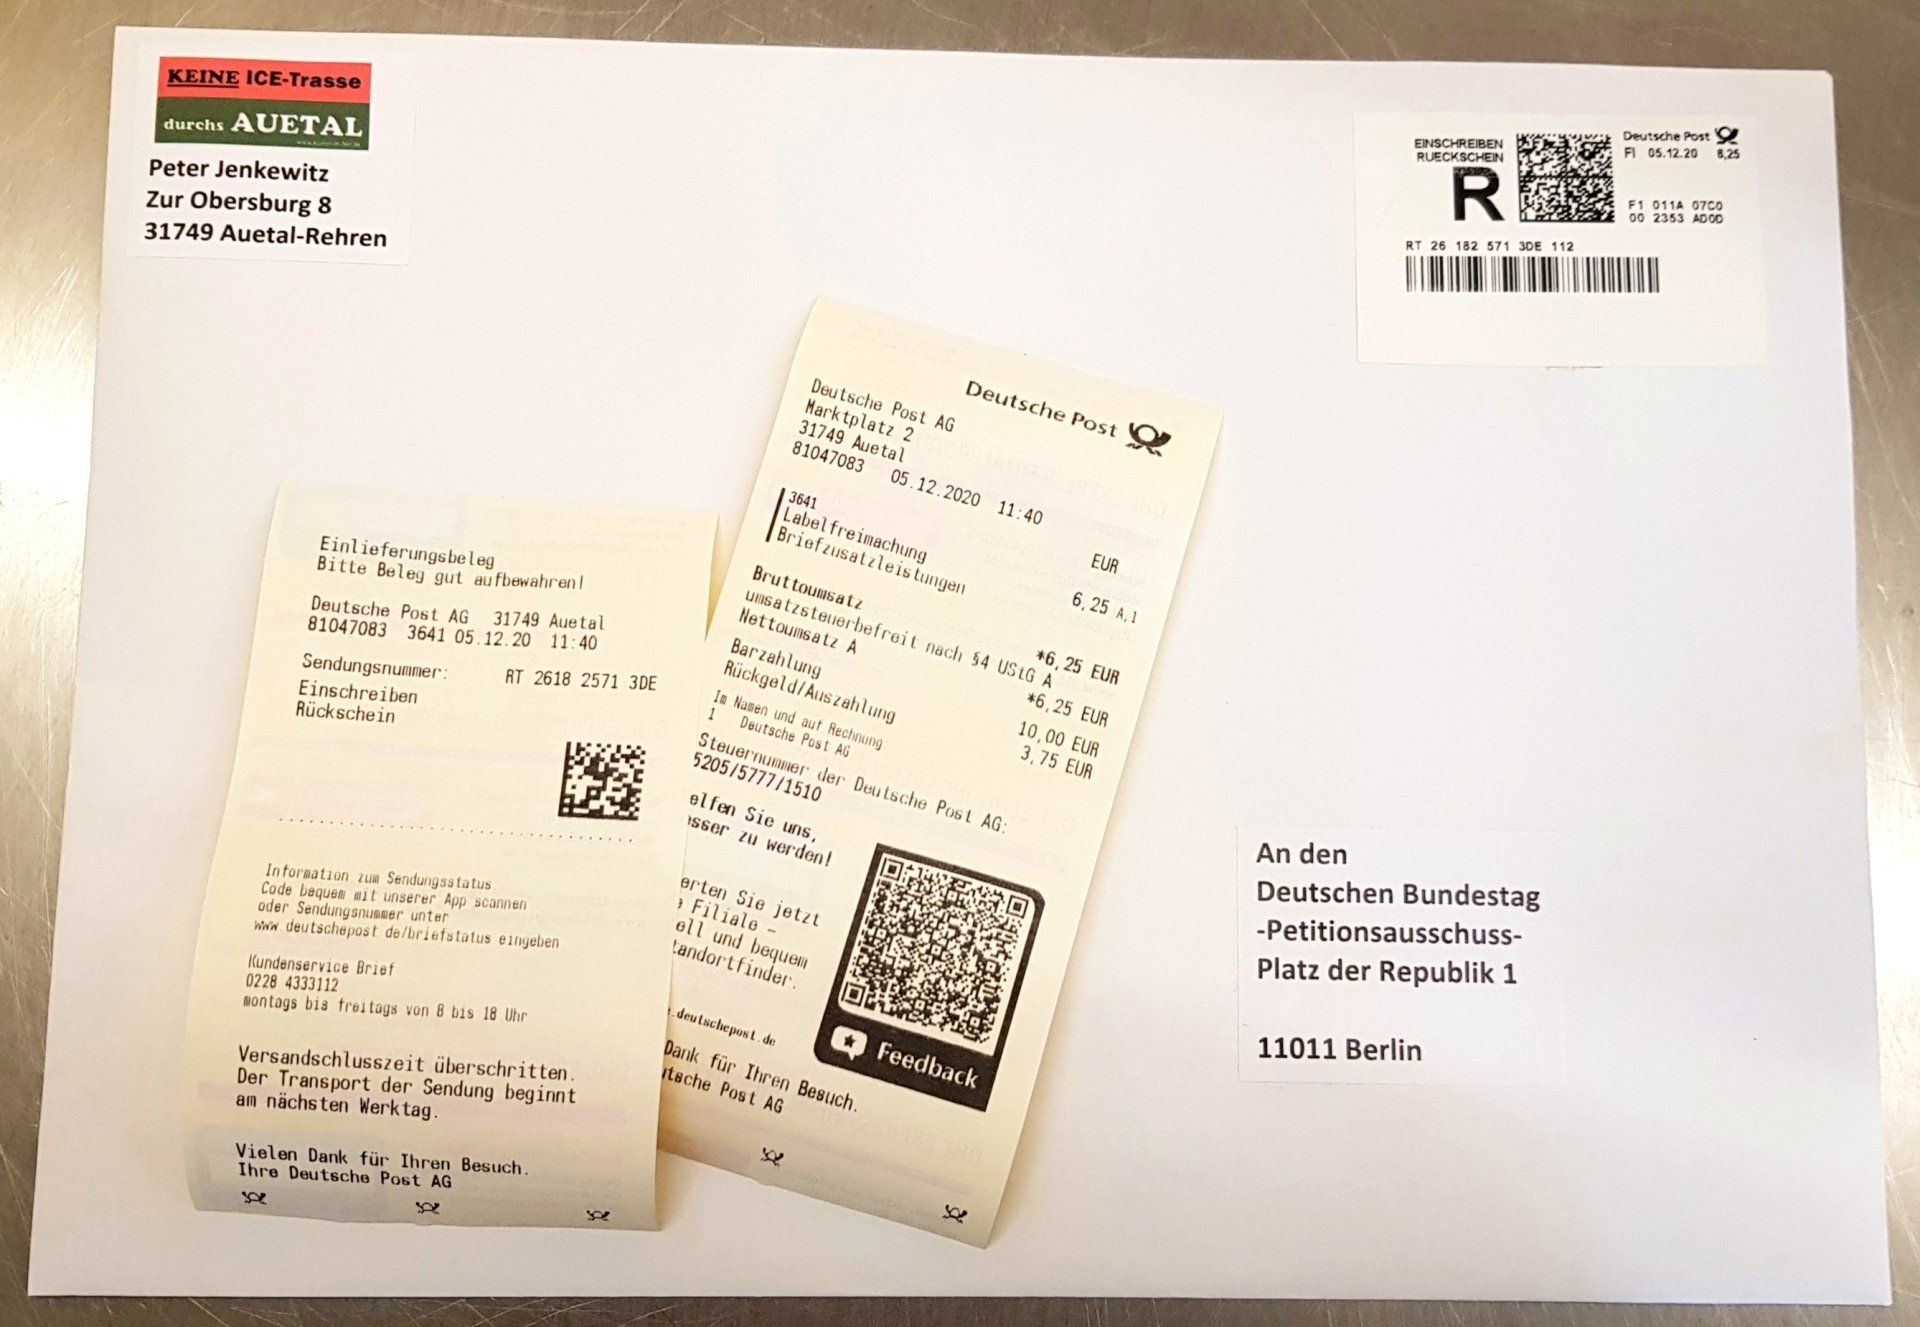 KEINE ICE-Trasse
durchs AUETAL
Peter Jenkewitz
Zur Obersburg 8
31749 Auetal-Rehren
EINSCHREIBEN
RUECKSCHEIN
R
Deutsche Post
FI 05.12.20 6,25
F1 011A 07C0
00 2353 AD0D
RT 26 182 571 3DE 112
Deutsche Post
Deutsche Post AG
Marktplatz 2
31749 Auetal
81047083 05.12.2020 11:40
3641
Labelfreimachung EUR
Briefzusatzleistungen 6,25 A,1
Bruttoumsatz *6,25 EUR
umsatzsteuerbefreit nach §4 UStG A
Nettoumsatz A *6,25 EUR
Barzahlung 10,00 EUR
Rückgeld/Auszahlung 3,75 EUR
Im Namen und auf Rechnung
1 Deutsche Post AG
Steuernummer der Deutsche Post AG:
5205/5777/1510
elfen Sie uns,
sser zu werden!
erten Sie jetzt
e Filiale -
ell und bequem
tandortfinder.
.deutschepost.de
Feedback
Dank für Ihren Besuch.
utsche Post AG
Einlieferungsbeleg
Bitte Beleg gut aufbewahren!
Deutsche Post AG 31749 Auetal
81047083 3641 05.12.20 11:40
Sendungsnummer: RT 2618 2571 3DE
Einschreiben
Rückschein
Information zum Sendungsstatus
Code bequem mit unserer App scannen
oder Sendungsnummer unter
www.deutschepost.de/briefstatus eingeben
Kundenservice Brief
0228 4333112
montags bis freitags von 8 bis 18 Uhr
Versandschlusszeit überschritten.
Der Transport der Sendung beginnt
am nächsten Werktag.
Vielen Dank für Ihren Besuch.
Ihre Deutsche Post AG
An den
Deutschen Bundestag
-Petitionsausschuss-
Platz der Republik 1
11011 Berlin